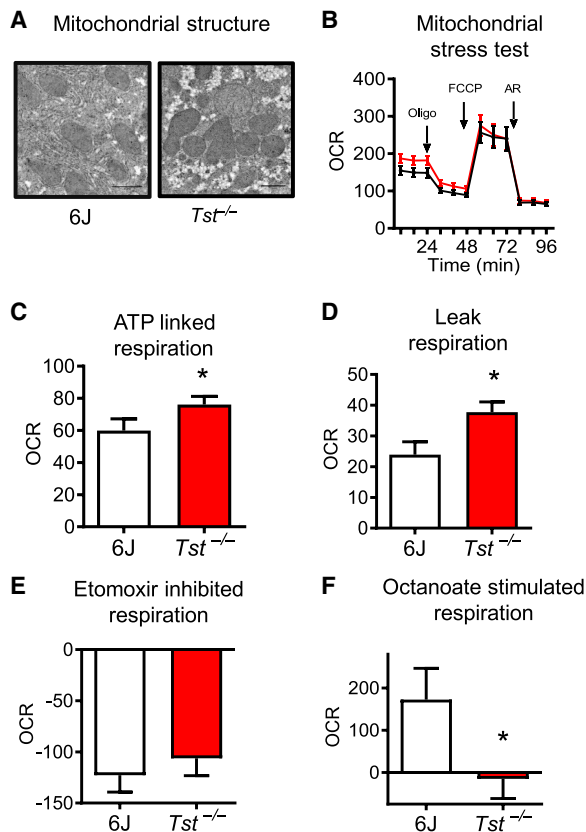 A Mitochondrial structure
6J
Tst–/–
B Mitochondrial
stress test
400
300
200
100
0
OCR
Oligo
FCCP
AR
24 48 72 96
Time (min)
C ATP linked
respiration
100
80
60
40
20
0
OCR
*
6J Tst –/–
D Leak
respiration
50
40
30
20
10
0
OCR
*
6J Tst –/–
E Etomoxir inhibited
respiration
0
-50
-100
-150
OCR
6J Tst –/–
F Octanoate stimulated
respiration
200
100
0
OCR
*
6J Tst –/–